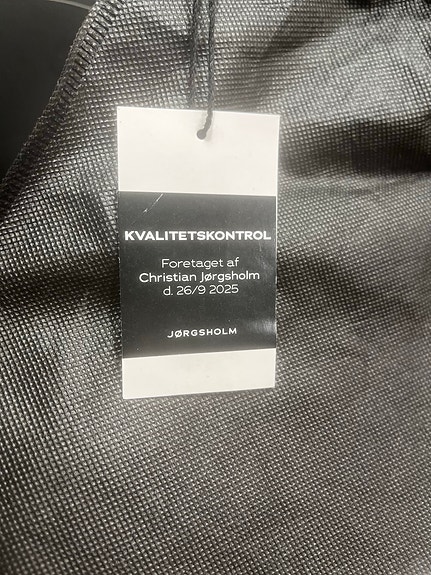 KVALITETSKONTROL
Foretaget af
Christian Jørgsholm
d. 26/9 2025
JØRGSHOLM